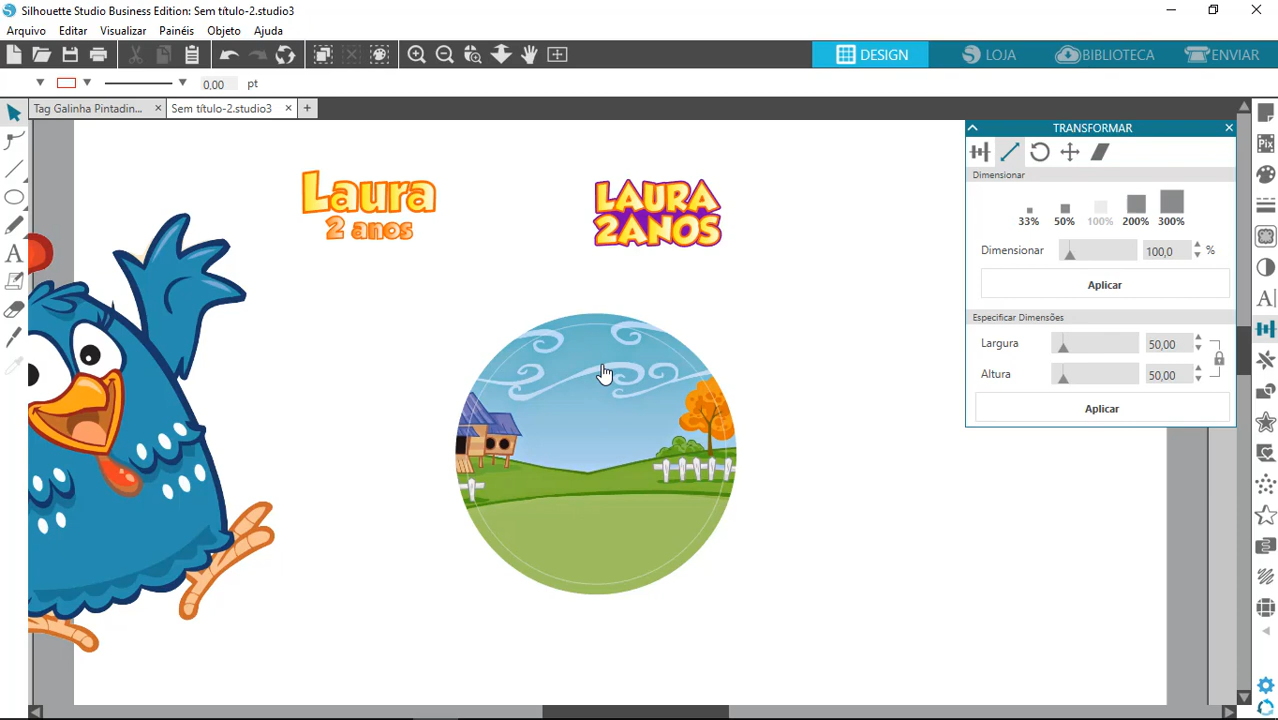 Silhouette Studio Business Edition: Sem título-2.studio3
Arquivo Editar Visualizar Painéis Objeto Ajuda
DESIGN LOJA BIBLIOTECA ENVIAR
0,00 pt
Tag Galinha Pintadin... Sem título-2.studio3
TRANSFORMAR
Dimensionar
33% 50% 100% 200% 300%
Dimensionar 100,0 %
Aplicar
Especificar Dimensões
Largura 50,00
Altura 50,00
Aplicar
Laura
2 anos
LAURA
2ANOS